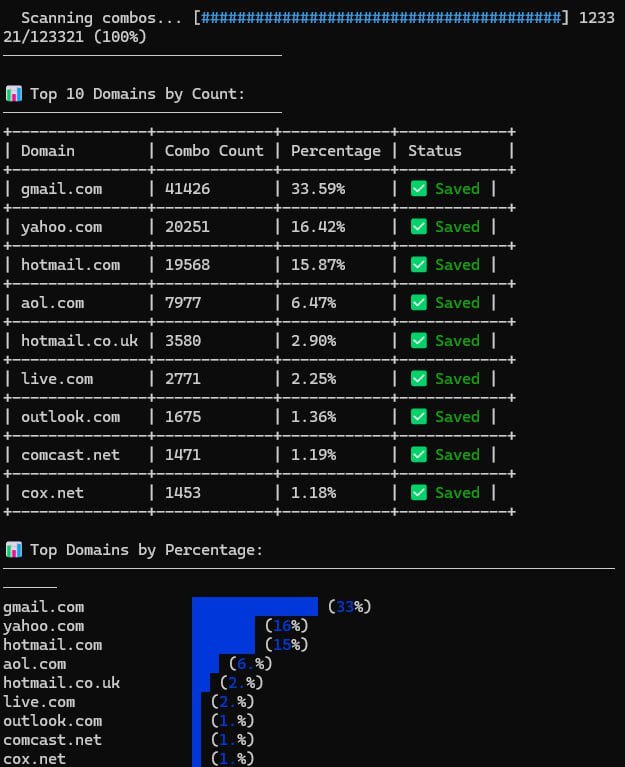 Scanning combos... [########################################] 1233
21/123321 (100%)
📊 Top 10 Domains by Count:
| Domain | Combo Count | Percentage | Status |
| gmail.com | 41426 | 33.59% | ✅ Saved |
| yahoo.com | 20251 | 16.42% | ✅ Saved |
| hotmail.com | 19568 | 15.87% | ✅ Saved |
| aol.com | 7977 | 6.47% | ✅ Saved |
| hotmail.co.uk | 3580 | 2.90% | ✅ Saved |
| live.com | 2771 | 2.25% | ✅ Saved |
| outlook.com | 1675 | 1.36% | ✅ Saved |
| comcast.net | 1471 | 1.19% | ✅ Saved |
| cox.net | 1453 | 1.18% | ✅ Saved |
📊 Top Domains by Percentage:
gmail.com (33%)
yahoo.com (16%)
hotmail.com (15%)
aol.com (6.%)
hotmail.co.uk (2.%)
live.com (2.%)
outlook.com (1.%)
comcast.net (1.%)
cox.net (1.%)